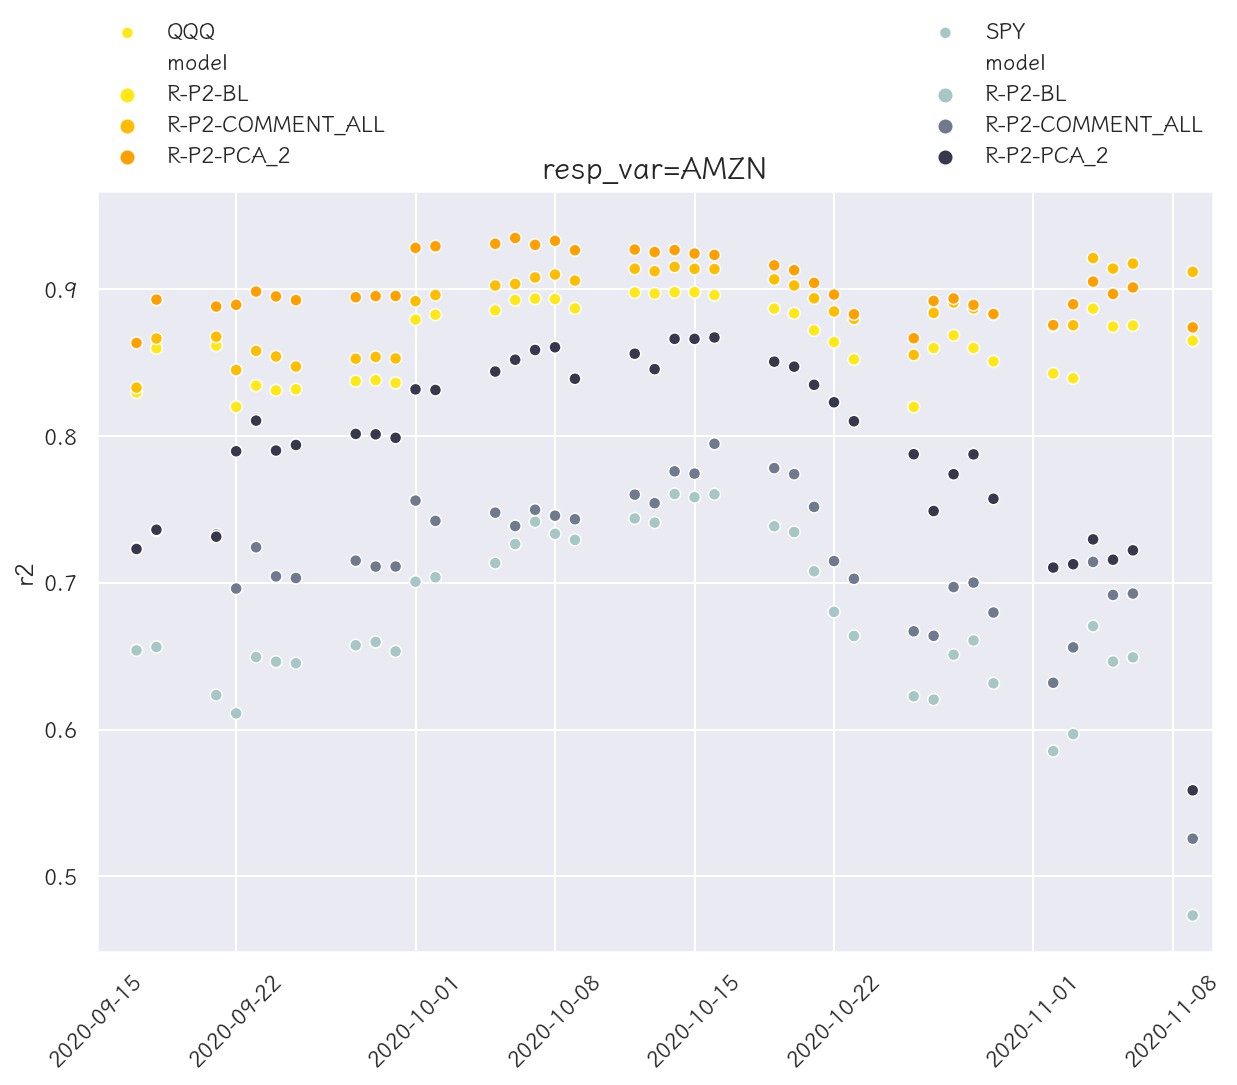 QQQ
model
R-P2-BL
R-P2-COMMENT_ALL
R-P2-PCA_2
SPY
model
R-P2-BL
R-P2-COMMENT_ALL
R-P2-PCA_2
resp_var=AMZN
r2
0.9
0.8
0.7
0.6
0.5
2020-09-15
2020-09-22
2020-10-01
2020-10-08
2020-10-15
2020-10-22
2020-11-01
2020-11-08